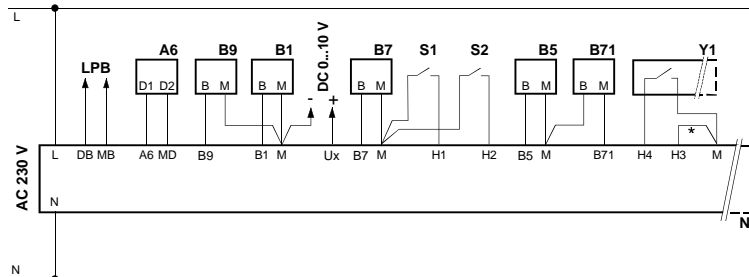 L
LPB A6 B9 B1 DC 0...10 V B7 S1 S2 B5 B71 Y1
D1 D2 B M B M - + B M B M B M
*
L DB MB A6 MD B9 B1 M Ux B7 M H1 H2 B5 M B71 H4 H3 M
AC 230 V
N
N
N